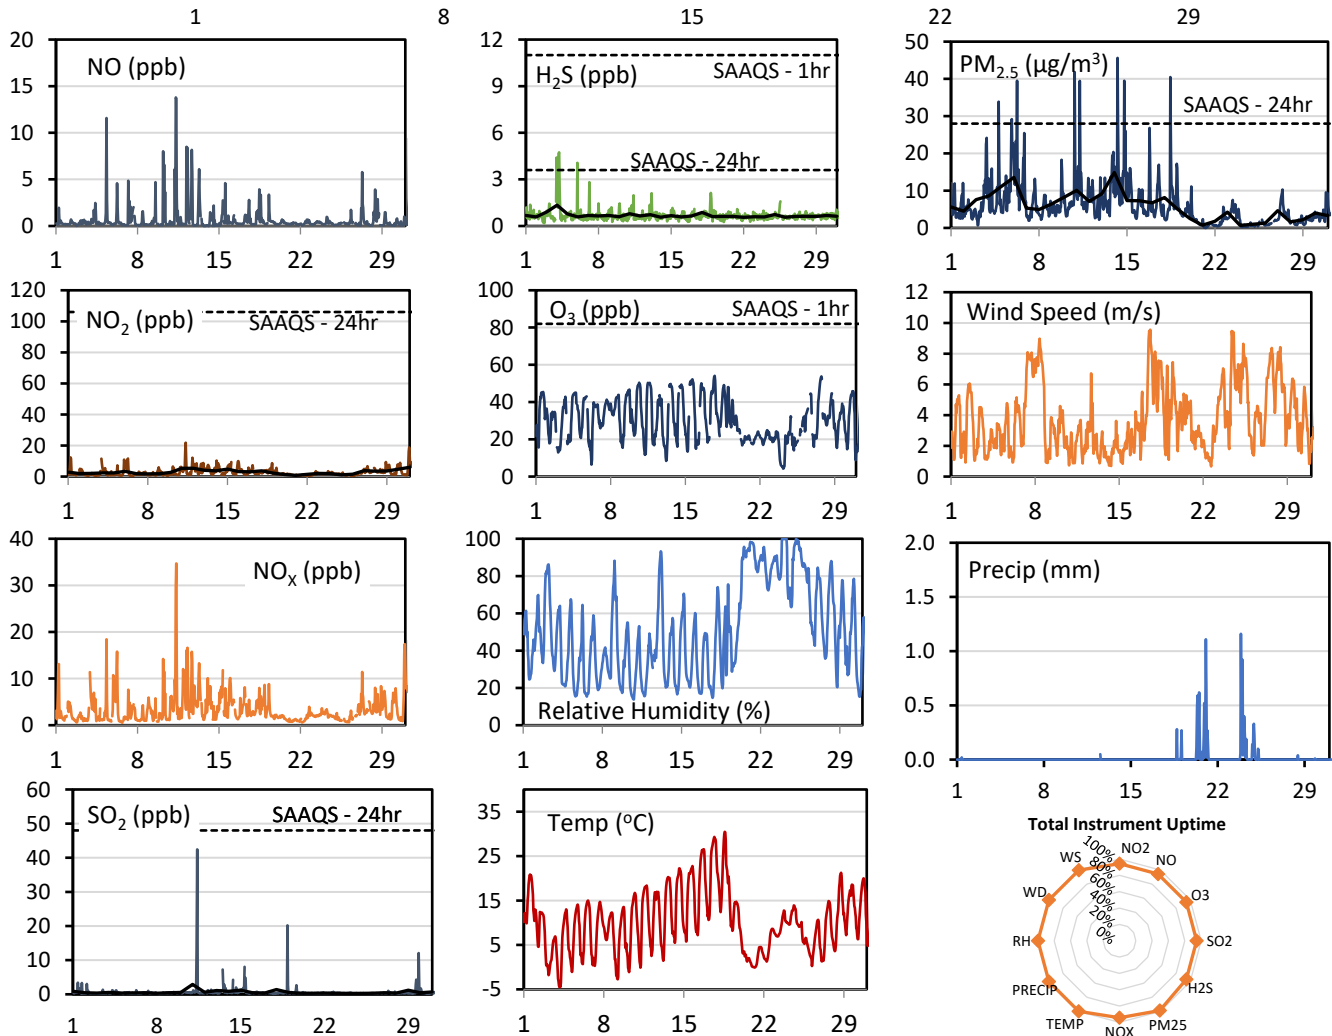 1 8 15 22 29
20
15
10
5
0
NO (ppb)
1 8 15 22 29
12
9
6
3
0
H2S (ppb)
SAAQS - 1hr
SAAQS - 24hr
1 8 15 22 29
50
40
30
20
10
0
PM2.5 (µg/m3)
SAAQS - 24hr
1 8 15 22 29
120
100
80
60
40
20
0
NO2 (ppb)
SAAQS - 24hr
1 8 15 22 29
100
80
60
40
20
0
O3 (ppb)
SAAQS - 1hr
1 8 15 22 29
12
10
8
6
4
2
0
Wind Speed (m/s)
1 8 15 22 29
40
30
20
10
0
NOX (ppb)
1 8 15 22 29
100
80
60
40
20
0
Relative Humidity (%)
1 8 15 22 29
2.0
1.5
1.0
0.5
0.0
Precip (mm)
1 8 15 22 29
60
50
40
30
20
10
0
SO2 (ppb)
SAAQS - 24hr
1 8 15 22 29
35
25
15
5
-5
Temp (oC)
1 8 15 22 29
Total Instrument Uptime
100%
80%
60%
40%
20%
0%
NO2
NO
O3
SO2
H2S
PM25
NOX
TEMP
PRECIP
RH
WD
WS